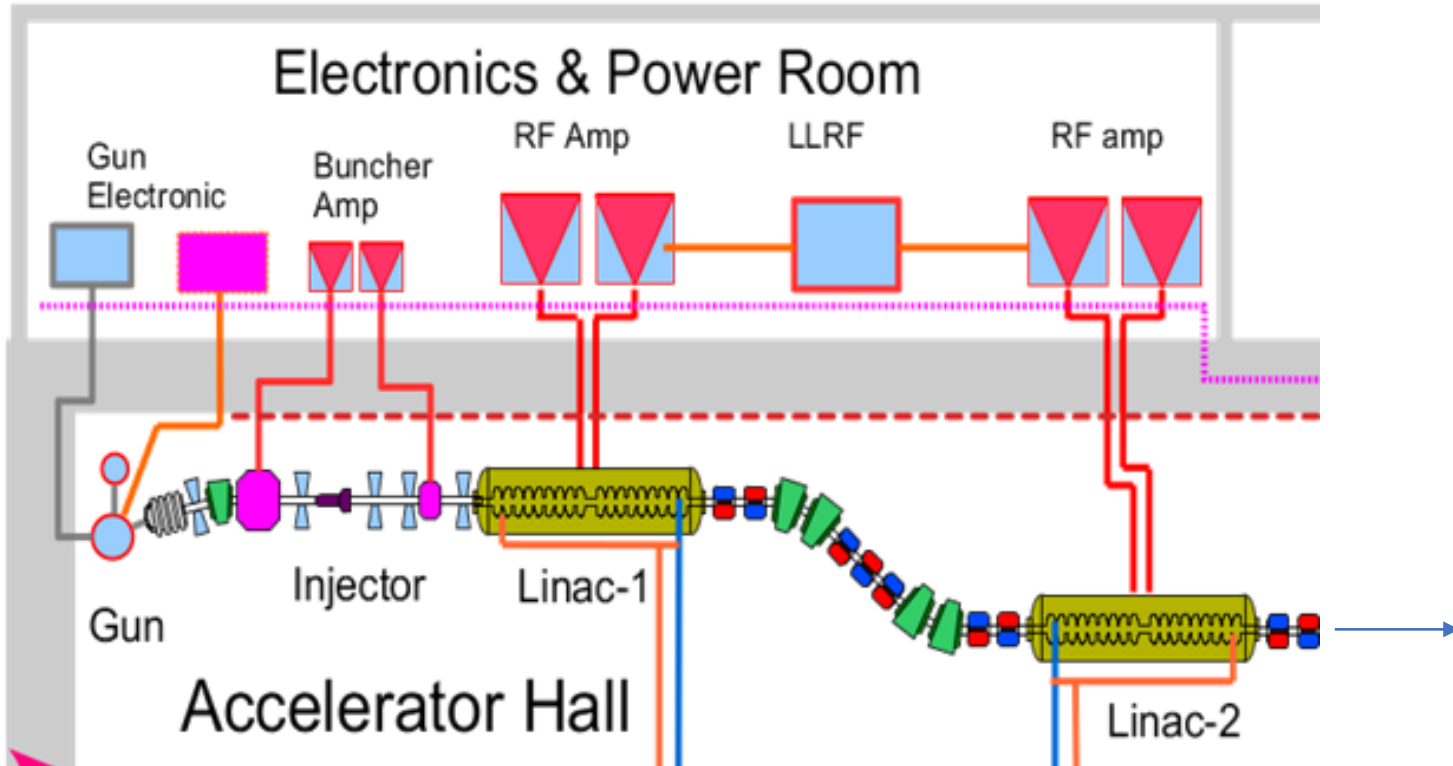 Electronics & Power Room
RF Amp
LLRF
RF amp
Gun
Electronic
Buncher
Amp
Injector
Linac-1
Gun
Accelerator Hall
Linac-2